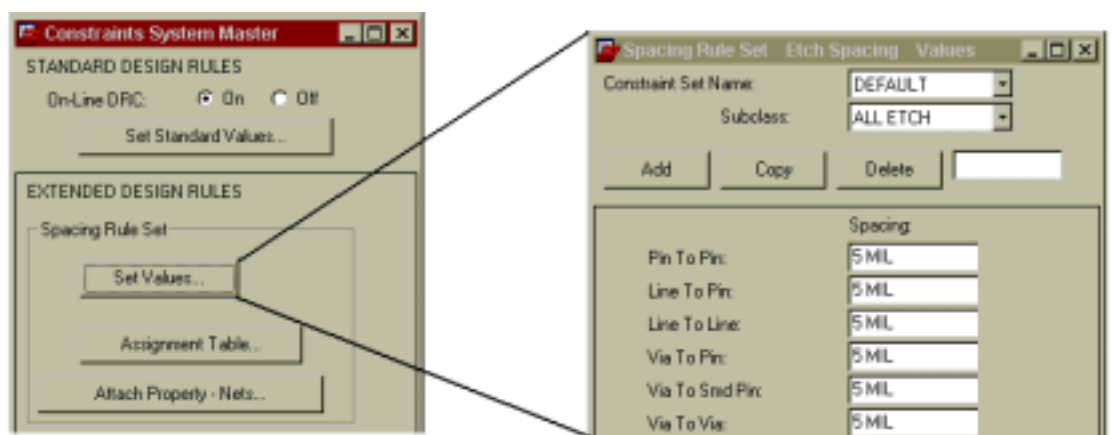 Constraints System Master
STANDARD DESIGN RULES
On-Line DRC: On Off
Set Standard Values...
EXTENDED DESIGN RULES
Spacing Rule Set
Set Values...
Assignment Table...
Attach Property - Nets...
Spacing Rule Set Etch Spacing Values
Constraint Set Name: DEFAULT
Subclass: ALL ETCH
Add Copy Delete
Spacing:
Pin To Pin: 5 MIL
Line To Pin: 5 MIL
Line To Line: 5 MIL
Via To Pin: 5 MIL
Via To Smd Pin: 5 MIL
Via To Via: 5 MIL